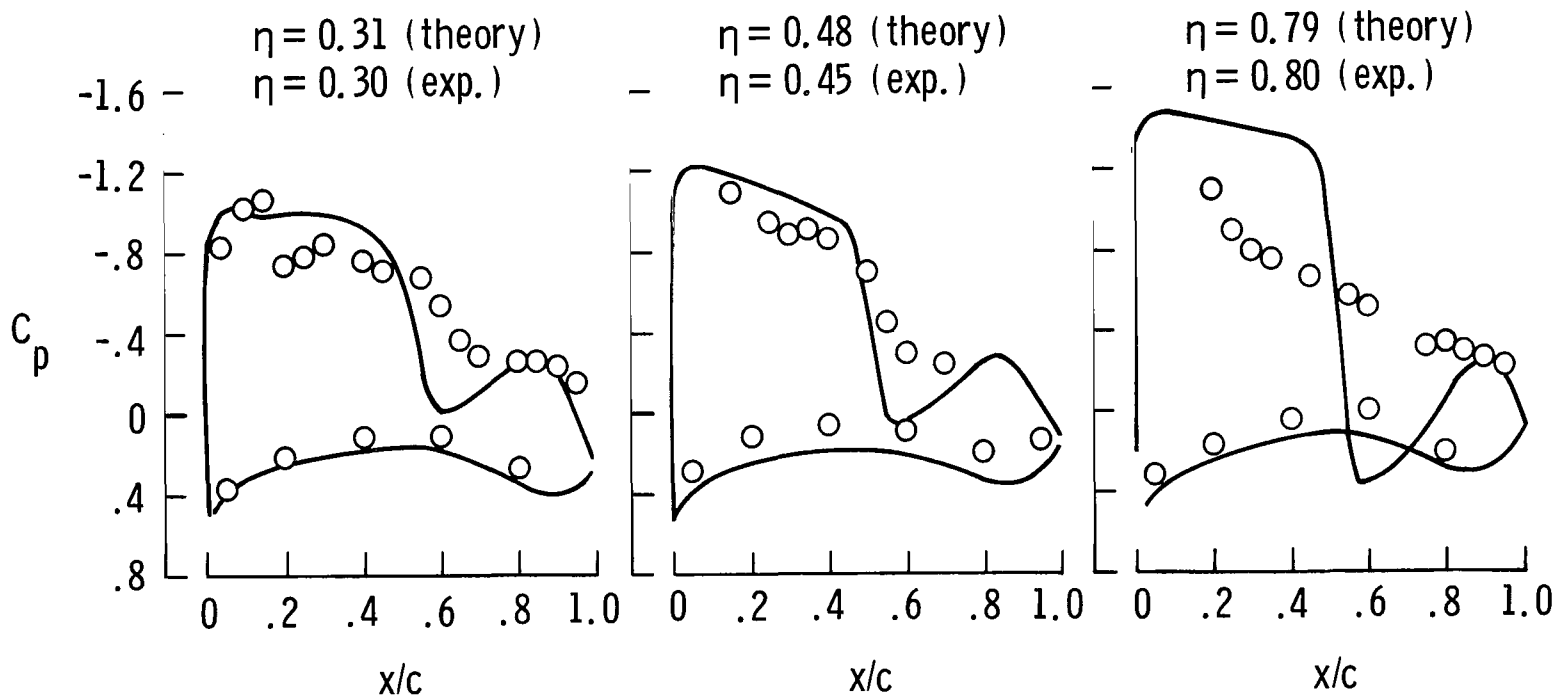 η = 0.31 (theory)
η = 0.30 (exp.)
η = 0.48 (theory)
η = 0.45 (exp.)
η = 0.79 (theory)
η = 0.80 (exp.)
-1.6
-1.2
-.8
-.4
0
.4
.8
Cp
0 .2 .4 .6 .8 1.0
0 .2 .4 .6 .8 1.0
0 .2 .4 .6 .8 1.0
x/c
x/c
x/c